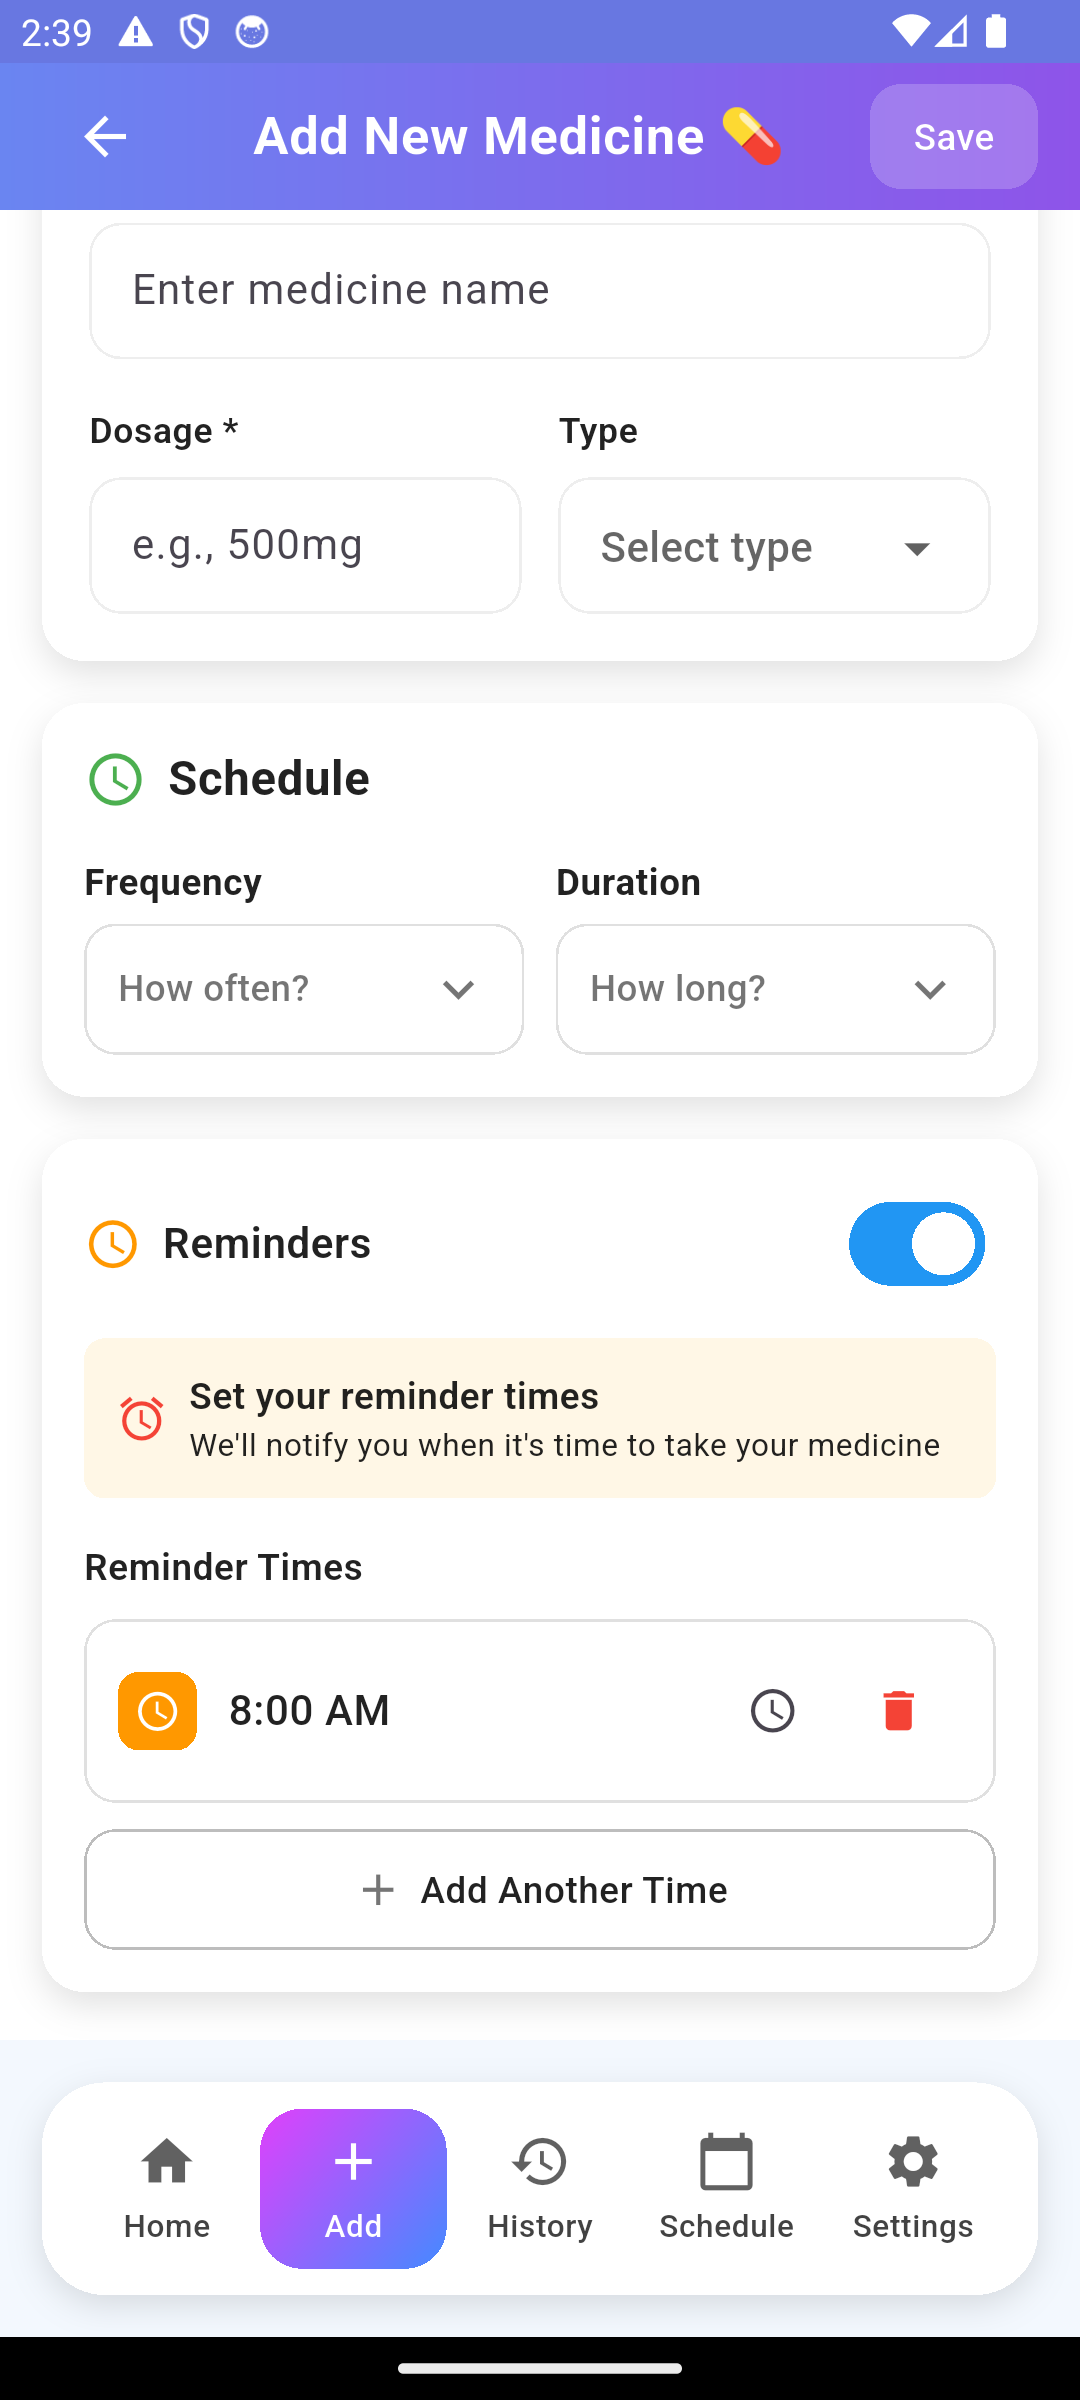 2:39
Add New Medicine 💊
Save
Enter medicine name
Dosage *
Type
e.g., 500mg
Select type
Schedule
Frequency
Duration
How often?
How long?
Reminders
Set your reminder times
We'll notify you when it's time to take your medicine
Reminder Times
8:00 AM
Add Another Time
Home
Add
History
Schedule
Settings